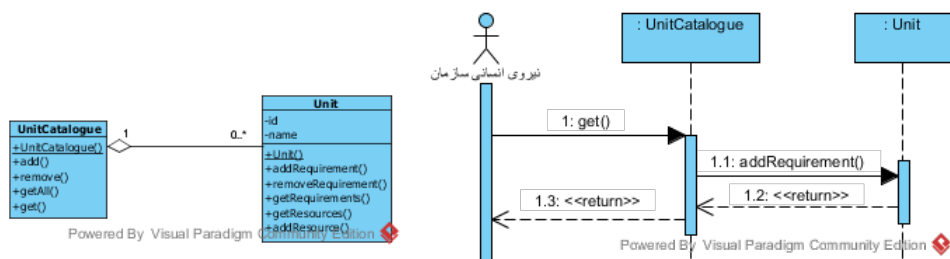 UnitCatalogue
+UnitCatalogue()
+add()
+remove()
+getAll()
+get()
1
0..*
Unit
-id
-name
+Unit()
+addRequirement()
+removeRequirement()
+getRequirements()
+getResources()
+addResource()
Powered By Visual Paradigm Community Edition
نیروی انسانی سازمان
: UnitCatalogue
: Unit
1: get()
1.1: addRequirement()
1.2: <<return>>
1.3: <<return>>
Powered By Visual Paradigm Community Edition